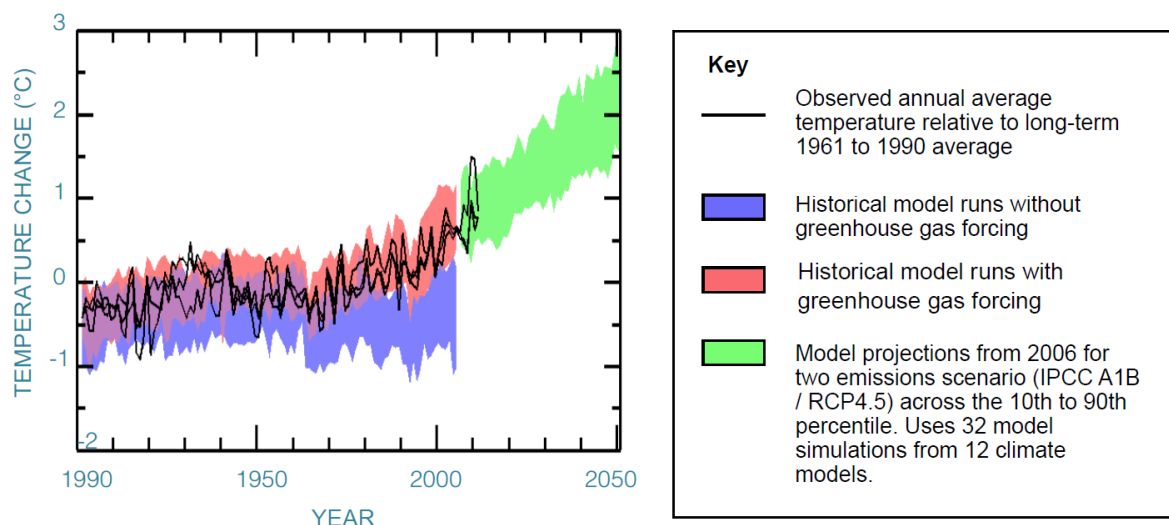 3
2
1
0
-1
-2
TEMPERATURE CHANGE (°C)
1990
1950
2000
2050
YEAR
Key
Observed annual average
temperature relative to long-term
1961 to 1990 average
Historical model runs without
greenhouse gas forcing
Historical model runs with
greenhouse gas forcing
Model projections from 2006 for
two emissions scenario (IPCC A1B
/ RCP4.5) across the 10th to 90th
percentile. Uses 32 model
simulations from 12 climate
models.